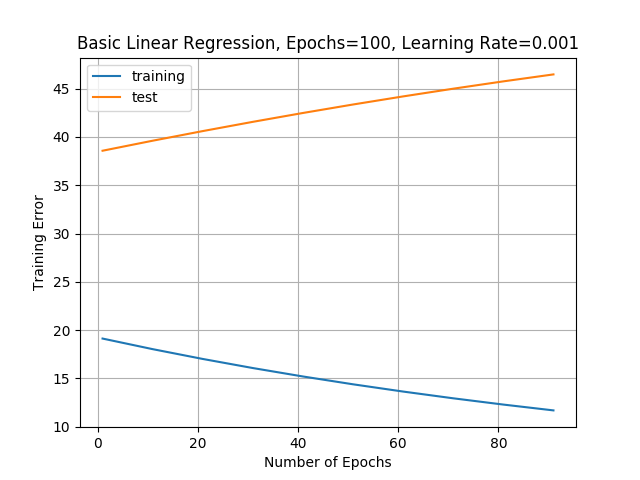 Basic Linear Regression, Epochs=100, Learning Rate=0.001
training
test
45
40
35
30
25
20
15
10
Training Error
0 20 40 60 80
Number of Epochs